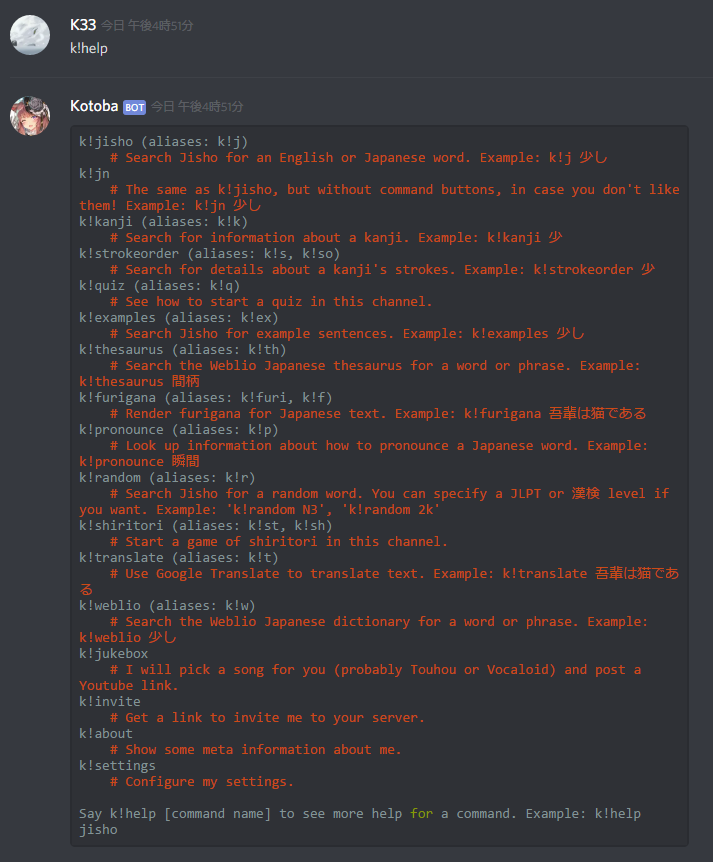 K33 今日 午後4時51分
k!help
Kotoba BOT 今日 午後4時51分
k!jisho (aliases: k!j)
# Search Jisho for an English or Japanese word. Example: k!j 少し
k!jn
# The same as k!jisho, but without command buttons, in case you don't like
them! Example: k!jn 少し
k!kanji (aliases: k!k)
# Search for information about a kanji. Example: k!kanji 少
k!strokeorder (aliases: k!s, k!so)
# Search for details about a kanji's strokes. Example: k!strokeorder 少
k!quiz (aliases: k!q)
# See how to start a quiz in this channel.
k!examples (aliases: k!ex)
# Search Jisho for example sentences. Example: k!examples 少し
k!thesaurus (aliases: k!th)
# Search the Weblio Japanese thesaurus for a word or phrase. Example:
k!thesaurus 間柄
k!furigana (aliases: k!furi, k!f)
# Render furigana for Japanese text. Example: k!furigana 吾輩は猫である
k!pronounce (aliases: k!p)
# Look up information about how to pronounce a Japanese word. Example:
k!pronounce 瞬間
k!random (aliases: k!r)
# Search Jisho for a random word. You can specify a JLPT or 漢検 level if
you want. Example: 'k!random N3', 'k!random 2k'
k!shiritori (aliases: k!st, k!sh)
# Start a game of shiritori in this channel.
k!translate (aliases: k!t)
# Use Google Translate to translate text. Example: k!translate 吾輩は猫であ
る
k!weblio (aliases: k!w)
# Search the Weblio Japanese dictionary for a word or phrase. Example:
k!weblio 少し
k!jukebox
# I will pick a song for you (probably Touhou or Vocaloid) and post a
Youtube link.
k!invite
# Get a link to invite me to your server.
k!about
# Show some meta information about me.
k!settings
# Configure my settings.
Say k!help [command name] to see more help for a command. Example: k!help
jisho